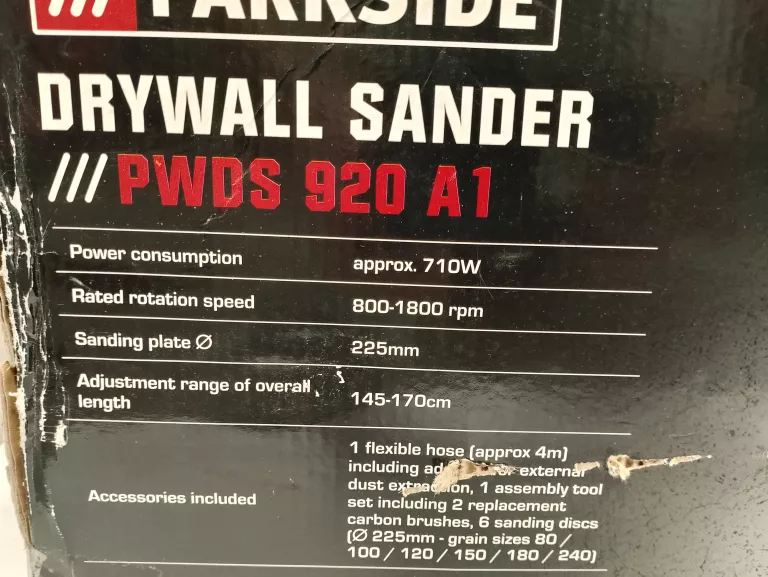 PARKSIDE
DRYWALL SANDER
/// PWDS 920 A1
Power consumption approx. 710W
Rated rotation speed 800-1800 rpm
Sanding plate Ø 225mm
Adjustment range of overall
length 145-170cm
Accessories included
1 flexible hose (approx 4m)
including external
dust extraction, 1 assembly tool
set including 2 replacement
carbon brushes, 6 sanding discs
(Ø 225mm - grain sizes 80 /
100 / 120 / 150 / 180 / 240)